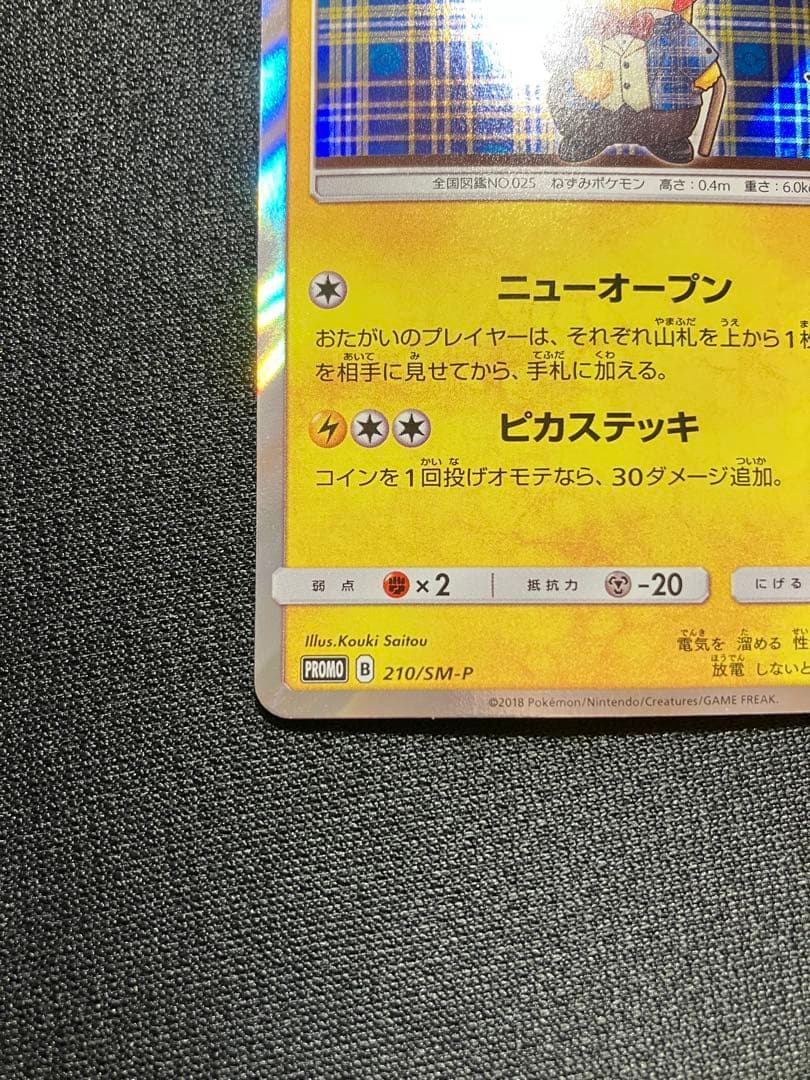 全国図鑑NO.025 ねずみポケモン 高さ:0.4m 重さ:6.0k
ニューオープン
おたがいのプレイヤーは、それぞれ山札を上から1枚
を相手に見せてから、手札に加える。
ピカステッキ
コインを1回投げオモテなら、30ダメージ追加。
弱点 ×2 抵抗力 -20 にげる
Illus.Kouki Saitou
電気を 溜める 性
PROMO B 210/SM-P
放電 しないと
©2018 Pokémon/Nintendo/Creatures/GAME FREAK.